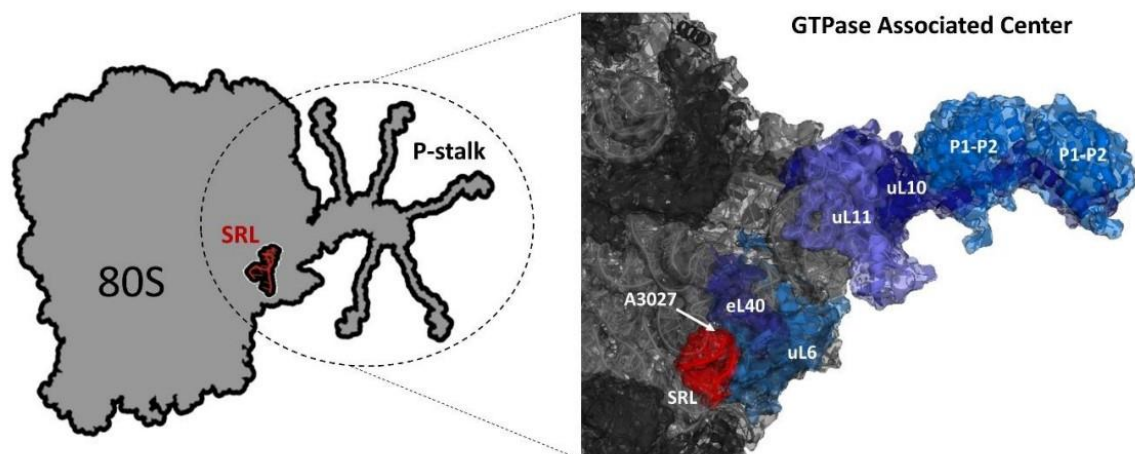 80S
SRL
P-stalk
GTPase Associated Center
P1-P2
P1-P2
uL10
uL11
A3027
eL40
uL6
SRL